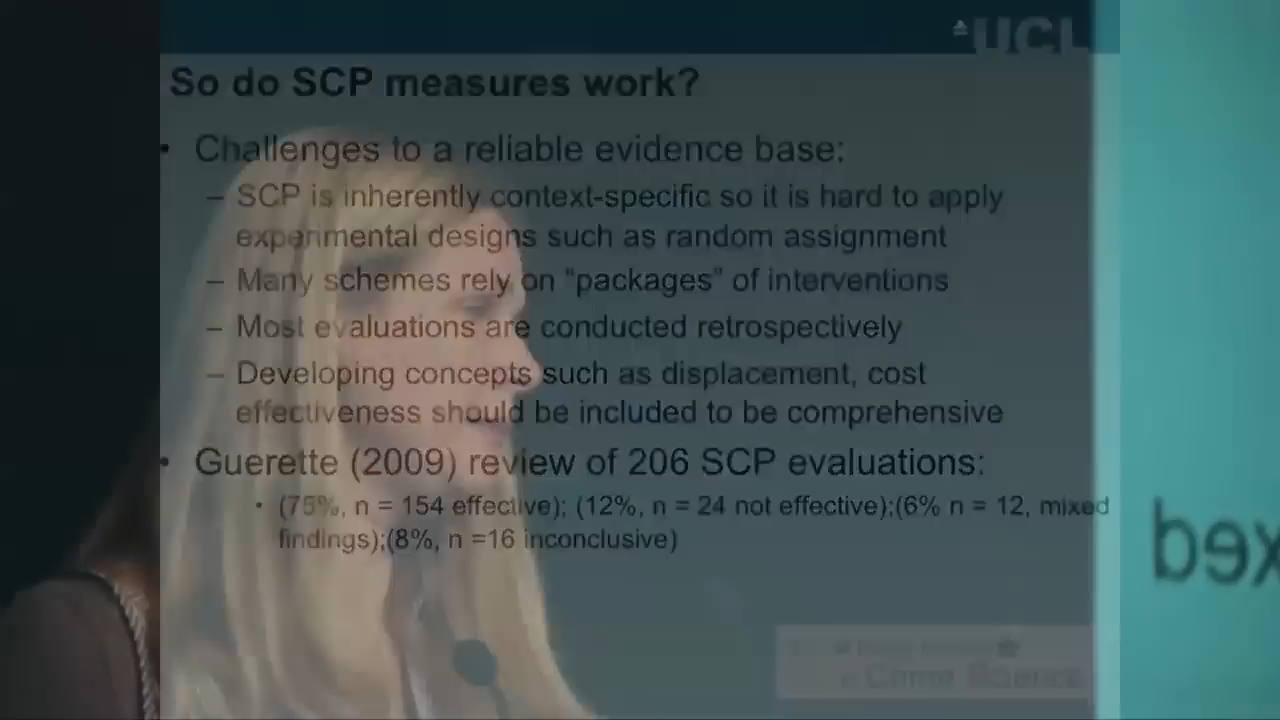 UCL
So do SCP measures work?
• Challenges to a reliable evidence base:
– SCP is inherently context-specific so it is hard to apply
experimental designs such as random assignment
– Many schemes rely on “packages” of interventions
– Most evaluations are conducted retrospectively
– Developing concepts such as displacement, cost
effectiveness should be included to be comprehensive
• Guerette (2009) review of 206 SCP evaluations:
• (75%, n = 154 effective); (12%, n = 24 not effective);(6% n = 12, mixed
findings);(8%, n =16 inconclusive)
Crime Science